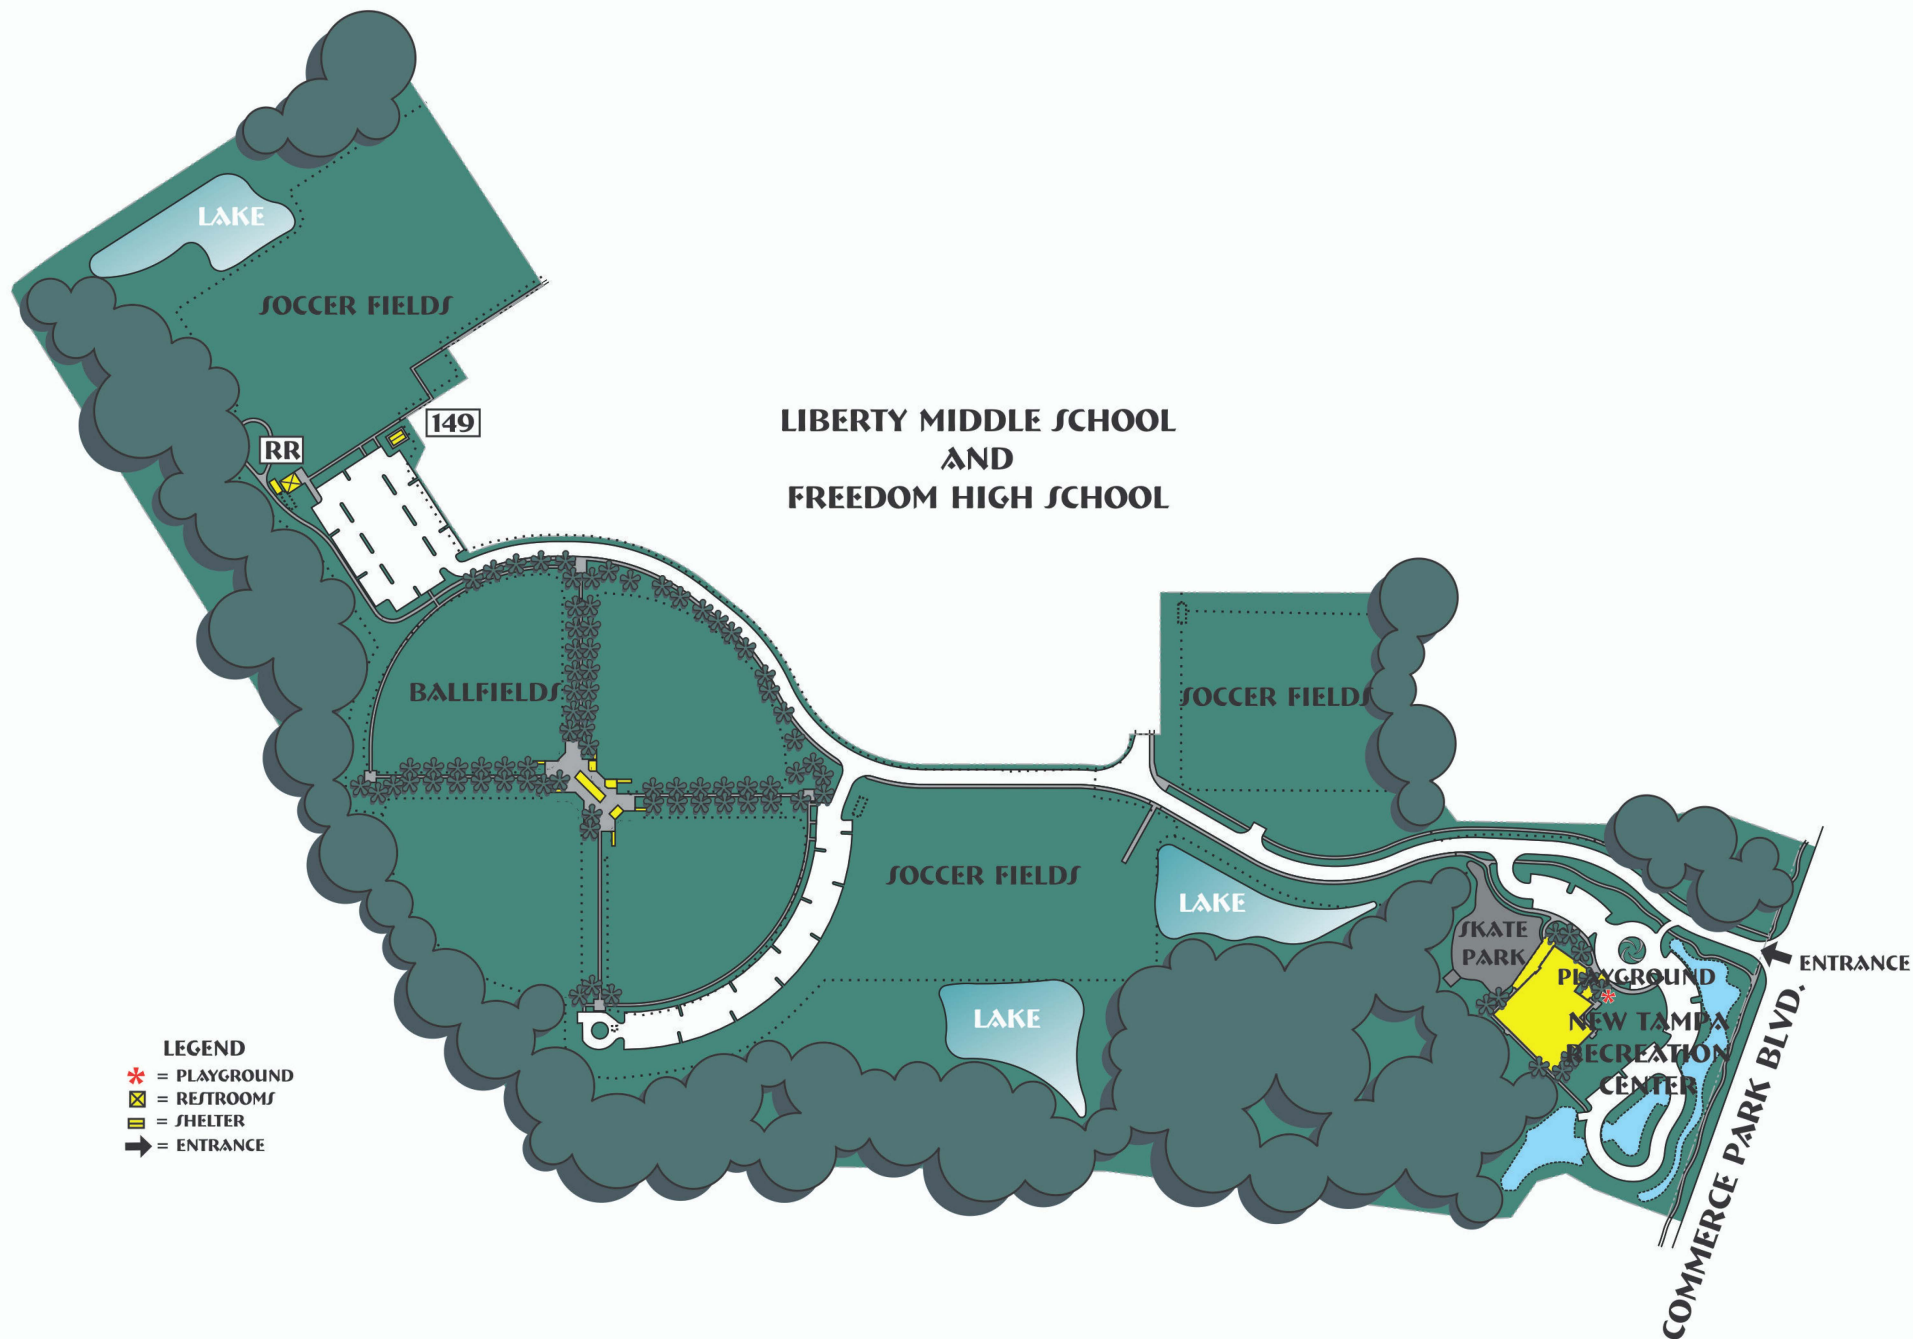 LAKE
SOCCER FIELDS
149
RR
LIBERTY MIDDLE SCHOOL
AND
FREEDOM HIGH SCHOOL
BALLFIELDS
SOCCER FIELDS
SOCCER FIELDS
LAKE
LAKE
SKATE
PARK
PLAYGROUND
ENTRANCE
NEW TAMPA
RECREATION
CENTER
COMMERCE PARK BLVD.
LEGEND
= PLAYGROUND
= RESTROOMS
= SHELTER
= ENTRANCE